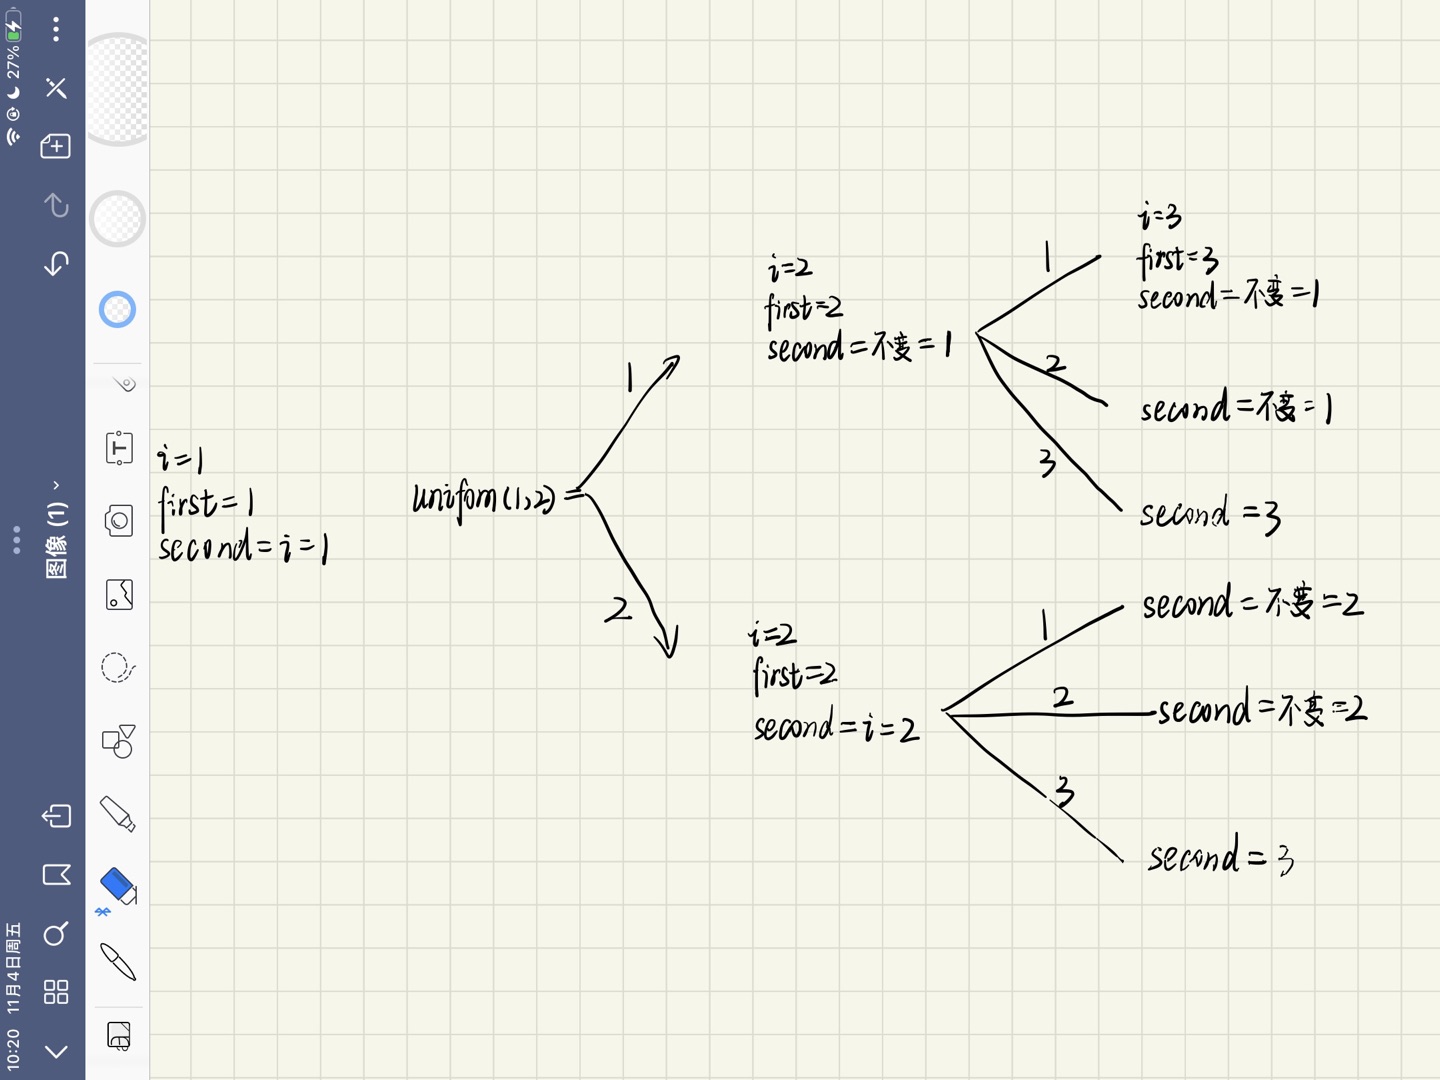 10:20 11月4日周五
图像 (1)
27%
i=1
first=1
second=i=1
unifom(1,2)=
1
2
i=2
first=2
second=不变=1
1
2
3
i=3
first=3
second=不变=1
second=不变=1
second=3
i=2
first=2
second=i=2
1
2
3
second=不变=2
second=不变=2
second=3